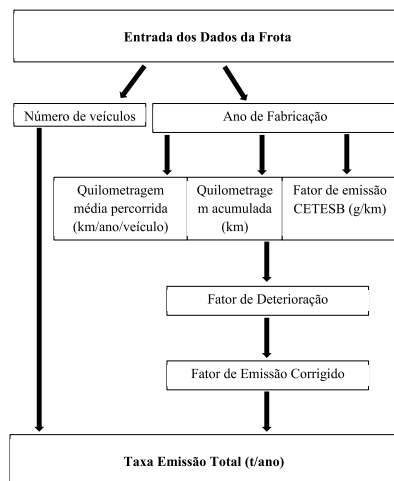 Entrada dos Dados da Frota
Número de veículos
Ano de Fabricação
Quilometragem
média percorrida
(km/ano/veículo)
Quilometrage
m acumulada
(km)
Fator de emissão
CETESB (g/km)
Fator de Deterioração
Fator de Emissão Corrigido
Taxa Emissão Total (t/ano)